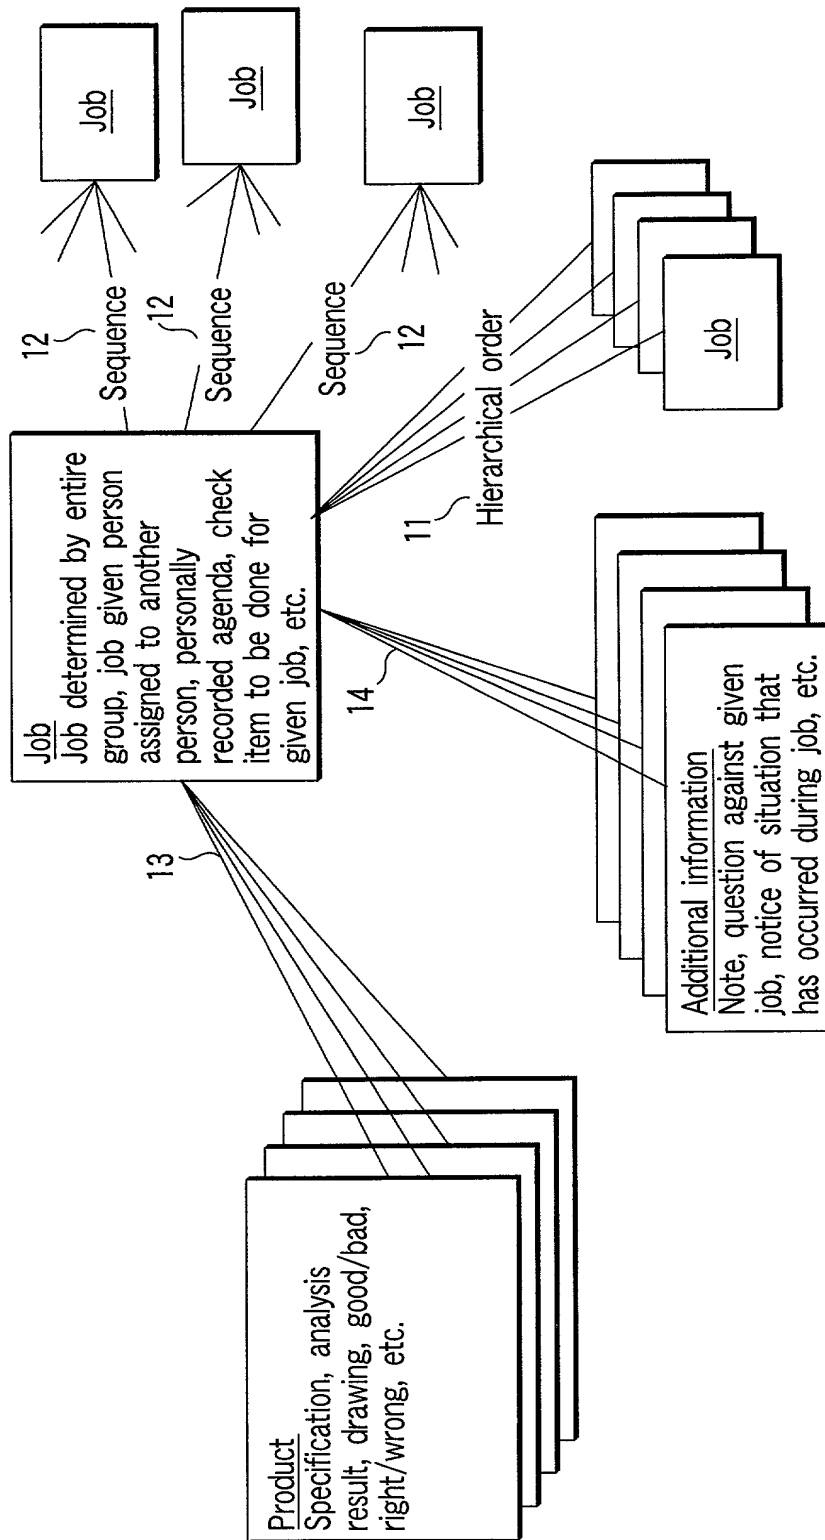 Product
Specification, analysis
result, drawing, good/bad,
right/wrong, etc.
13
Job
Job determined by entire
group, job given person
assigned to another
person, personally
recorded agenda, check
item to be done for
given job, etc.
14
Additional information
Note, question against given
job, notice of situation that
has occurred during job, etc.
12
Sequence
12
Sequence
Sequence
12
11
Hierarchical order
Job
Job
Job
Job